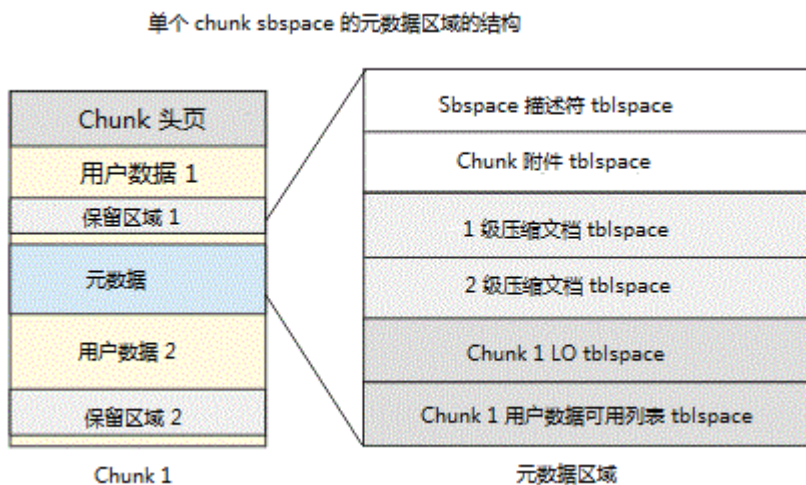 单个 chunk sbspace 的元数据区域的结构
Chunk 头页
用户数据 1
保留区域 1
元数据
用户数据 2
保留区域 2
Chunk 1
Sbspace 描述符 tblspace
Chunk 附件 tblspace
1 级压缩文档 tblspace
2 级压缩文档 tblspace
Chunk 1 LO tblspace
Chunk 1 用户数据可用列表 tblspace
元数据区域